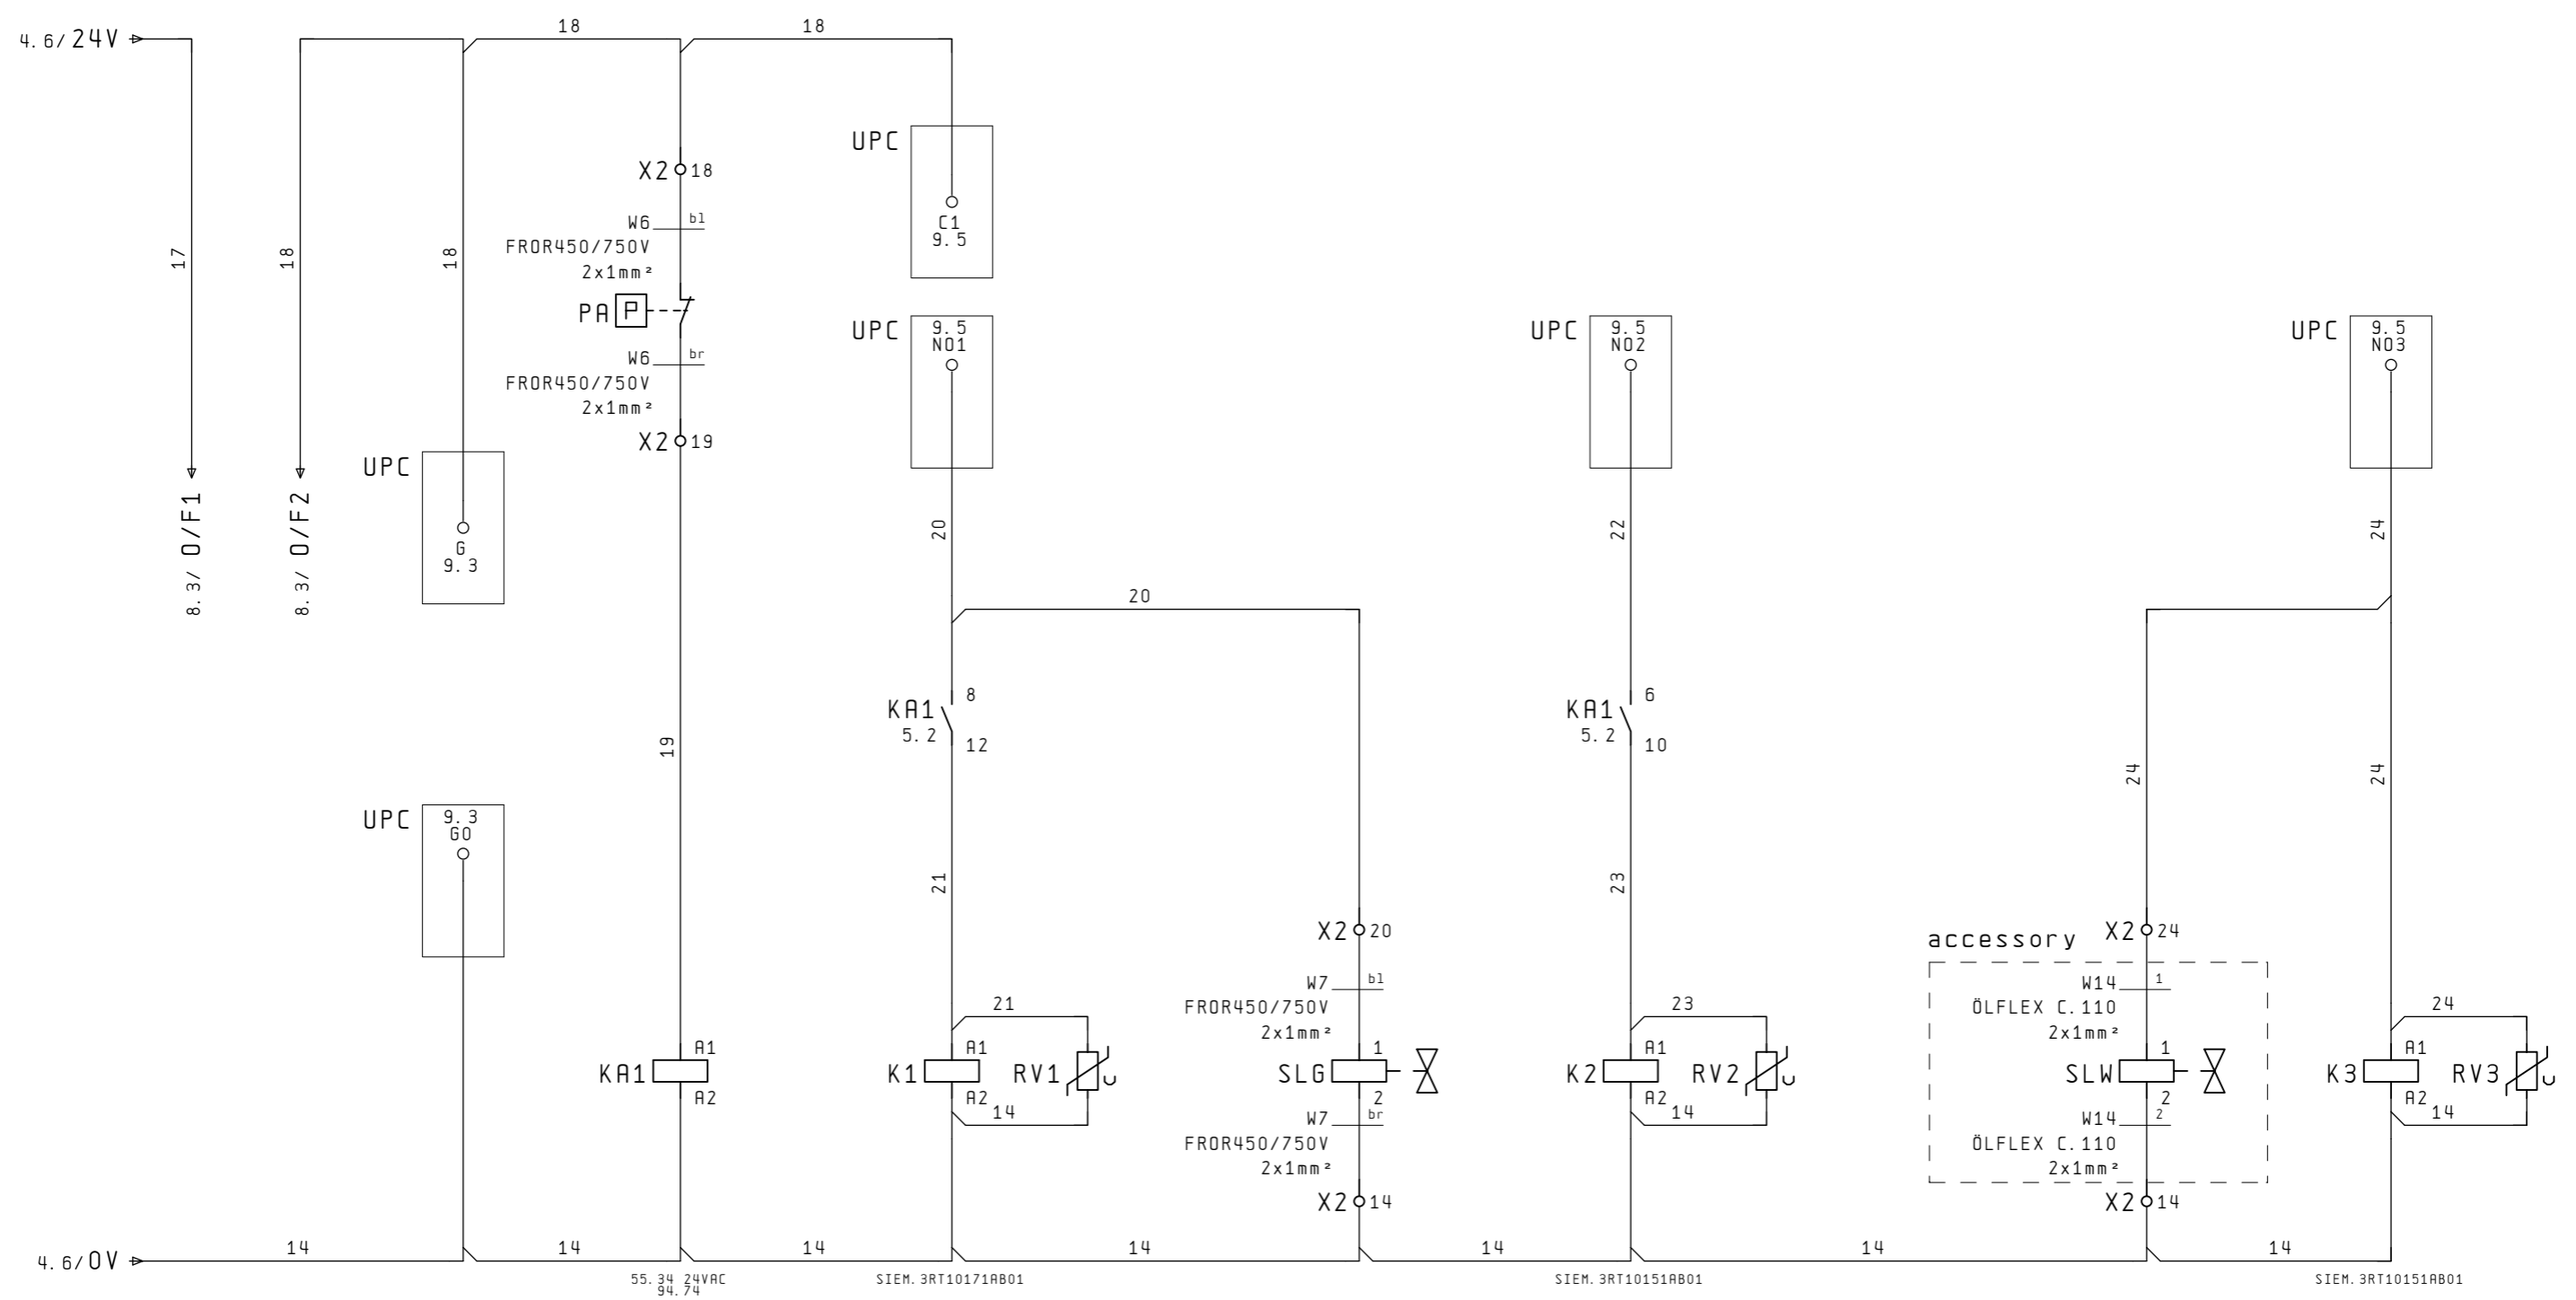 18
18
4.6/24V
UPC
X2 18
C1
9.5
W6 bl
FROR450/750V
2x1mm²
17
18
18
PA P
UPC
9.5
NO1
UPC
9.5
NO2
UPC
9.5
NO3
W6 br
FROR450/750V
2x1mm²
X2 19
UPC
G
9.3
8.3/ O/F1
8.3/ O/F2
20
22
24
20
8
KA1
5.2
12
6
KA1
5.2
10
19
24
24
UPC
9.3
G0
21
23
X2 20
accessory
X2 24
W7 bl
FROR450/750V
2x1mm²
W14 1
ÖLFLEX C.110
2x1mm²
21
23
24
A1
KA1
A2
A1
K1
A2
RV1 U
14
1
SLG
2
A1
K2
A2
RV2 U
14
1
SLW
2
A1
K3
A2
RV3 U
14
W7 br
FROR450/750V
2x1mm²
W14 2
ÖLFLEX C.110
2x1mm²
X2 14
X2 14
4.6/0V
14
14
14
14
14
14
14
55.34 24VAC
94.74
SIEM.3RT10171AB01
SIEM.3RT10151AB01
SIEM.3RT10151AB01